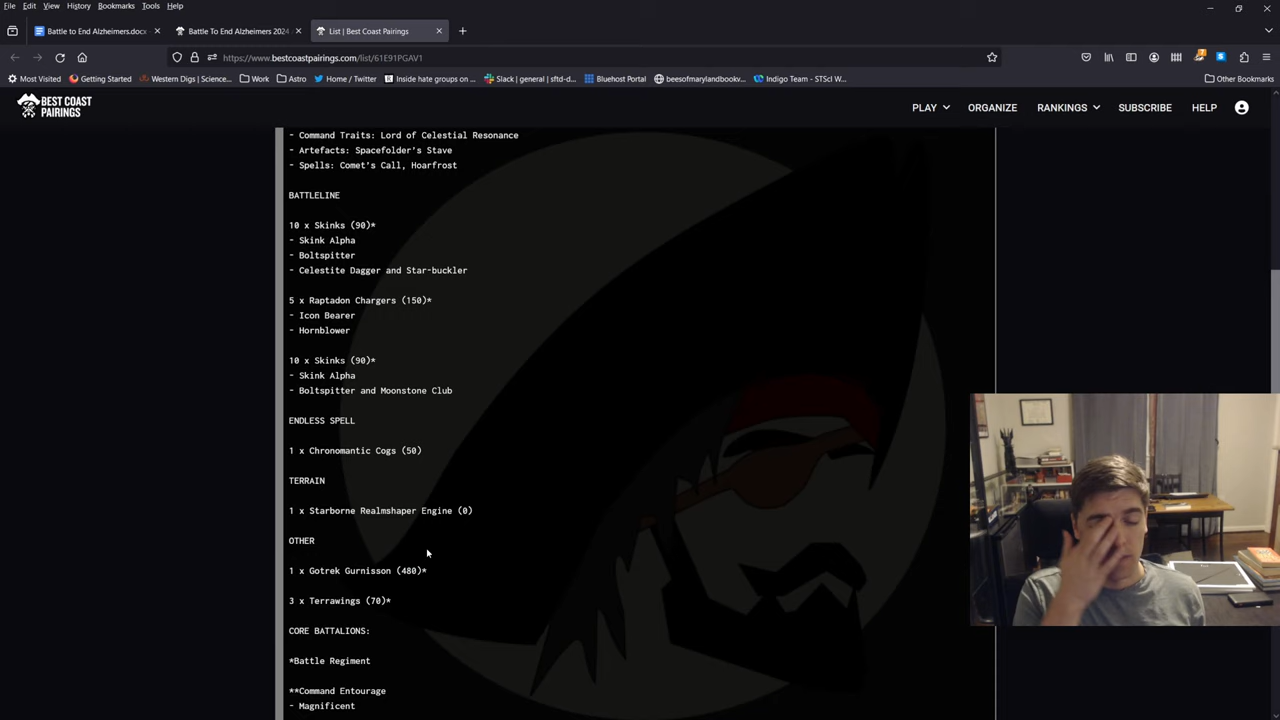 File Edit View History Bookmarks Tools Help
Battle to End Alzheimers.docx
Battle To End Alzheimers 2024
List | Best Coast Pairings
https://www.bestcoastpairings.com/list/61E91PGAV1
Most Visited Getting Started Western Digs | Science... Work Astro Home / Twitter Inside hate groups on ... Slack | general | sftd-d... Bluehost Portal beesofmarylandbookv... Indigo Team - STScI W... Other Bookmarks
BEST COAST
PAIRINGS
PLAY ORGANIZE RANKINGS SUBSCRIBE HELP
- Command Traits: Lord of Celestial Resonance
- Artefacts: Spacefolder's Stave
- Spells: Comet's Call, Hoarfrost
BATTLELINE
10 x Skinks (90)*
- Skink Alpha
- Boltspitter
- Celestite Dagger and Star-buckler
5 x Raptadon Chargers (150)*
- Icon Bearer
- Hornblower
10 x Skinks (90)*
- Skink Alpha
- Boltspitter and Moonstone Club
ENDLESS SPELL
1 x Chronomantic Cogs (50)
TERRAIN
1 x Starborne Realmshaper Engine (0)
OTHER
1 x Gotrek Gurnisson (480)*
3 x Terrawings (70)*
CORE BATTALIONS:
*Battle Regiment
**Command Entourage
- Magnificent